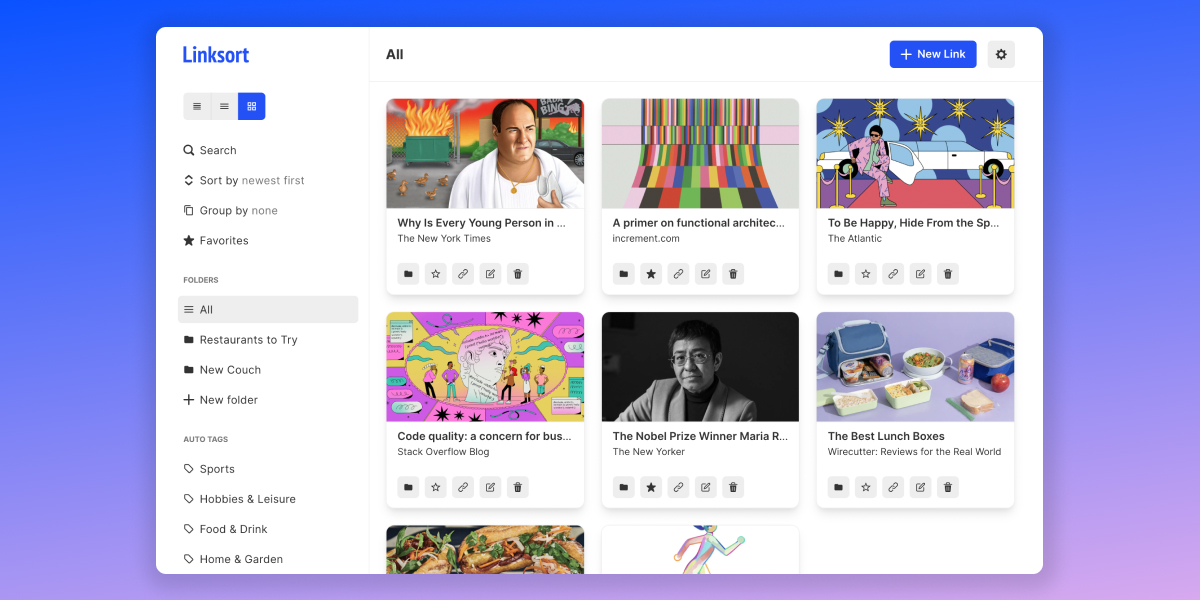 Linksort
All
New Link
Search
Sort by newest first
Group by none
Favorites
FOLDERS
All
Restaurants to Try
New Couch
New folder
AUTO TAGS
Sports
Hobbies & Leisure
Food & Drink
Home & Garden
BADA
BING
Why Is Every Young Person in ...
The New York Times
A primer on functional architec...
increment.com
To Be Happy, Hide From the Sp...
The Atlantic
Code quality: a concern for bus...
Stack Overflow Blog
The Nobel Prize Winner Maria R...
The New Yorker
The Best Lunch Boxes
Wirecutter: Reviews for the Real World